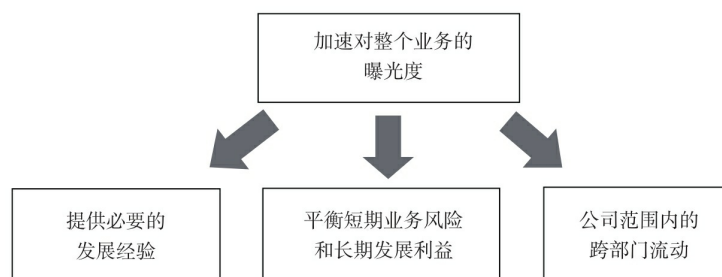 加速对整个业务的
曝光度
提供必要的
发展经验
平衡短期业务风险
和长期发展利益
公司范围内的
跨部门流动